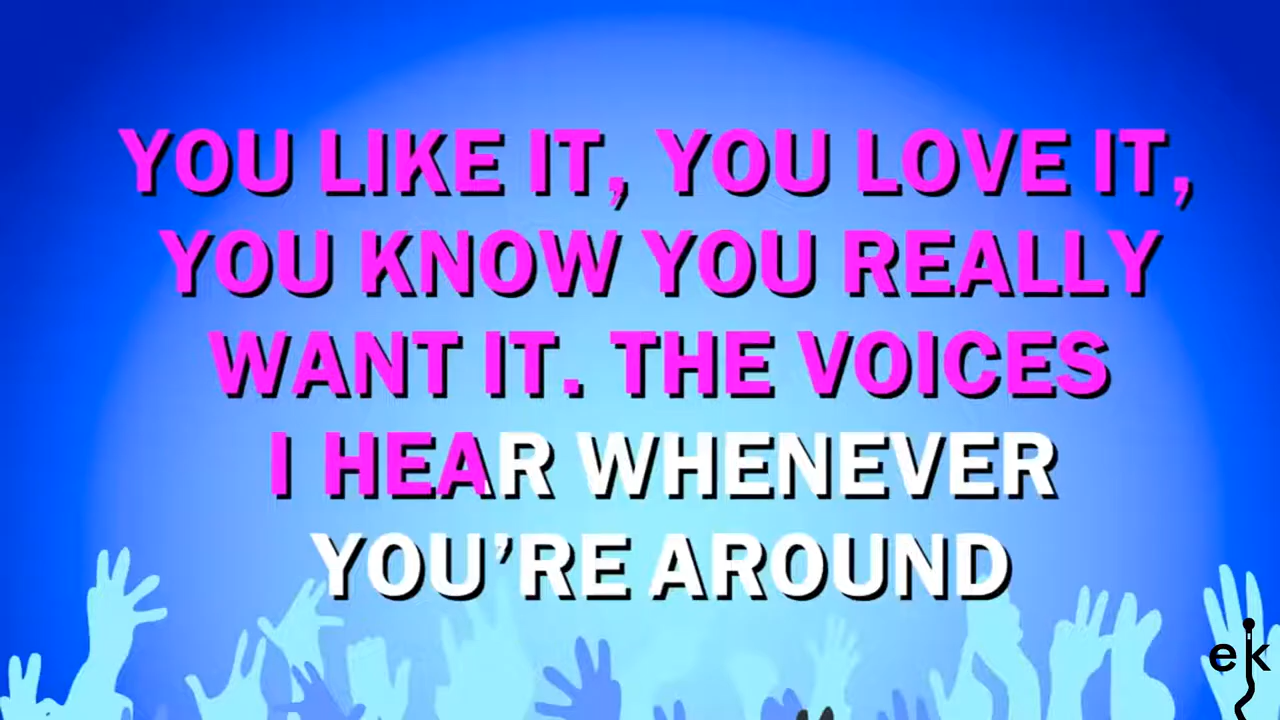 YOU LIKE IT, YOU LOVE IT,
YOU KNOW YOU REALLY
WANT IT. THE VOICES
I HEAR WHENEVER
YOU'RE AROUND
ek